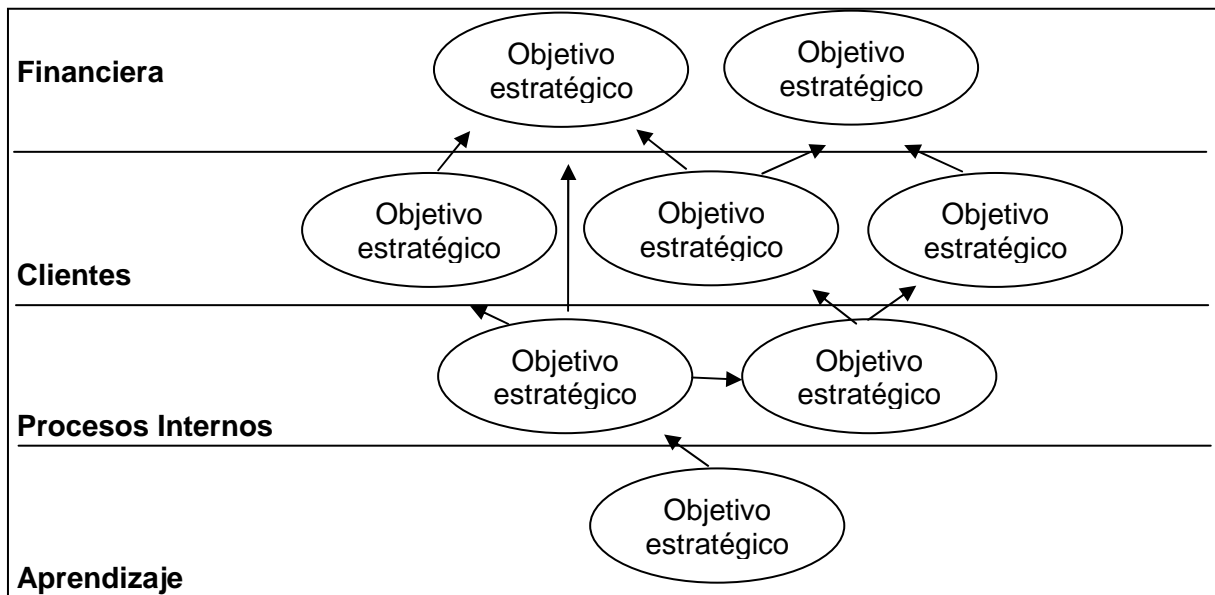 Objetivo
estratégico
Objetivo
estratégico
Financiera
Objetivo
estratégico
Objetivo
estratégico
Objetivo
estratégico
Clientes
Objetivo
estratégico
Objetivo
estratégico
Procesos Internos
Objetivo
estratégico
Aprendizaje